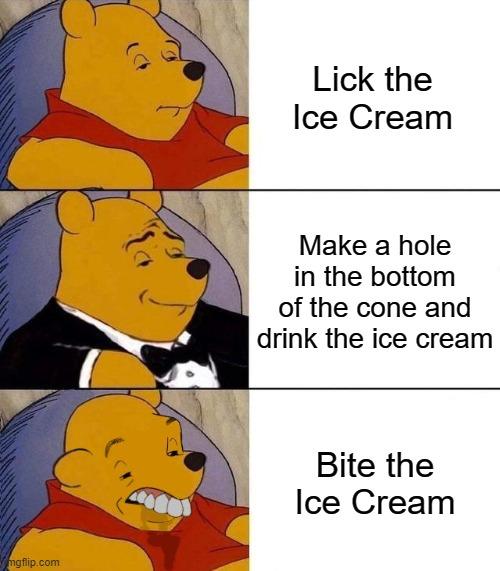 Lick the
Ice Cream
Make a hole
in the bottom
of the cone and
drink the ice cream
Bite the
Ice Cream
imgflip.com